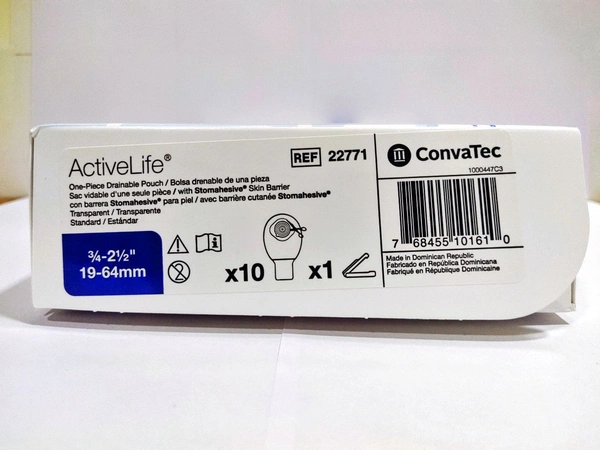 ActiveLife®
REF 22771
One-Piece Drainable Pouch / Bolsa drenable de una pieza
Sac vidable d'une seule pièce / with Stomahesive® Skin Barrier
con barrera Stomahesive® para piel / avec barrière cutanée Stomahesive®
Transparent / Transparente
Standard / Estándar
¾-2½"
19-64mm
x10
x1
ConvaTec
1000447C3
7 68455 10161 0
Made in Dominican Republic
Fabricado en República Dominicana
Fabriqué en République Dominicaine